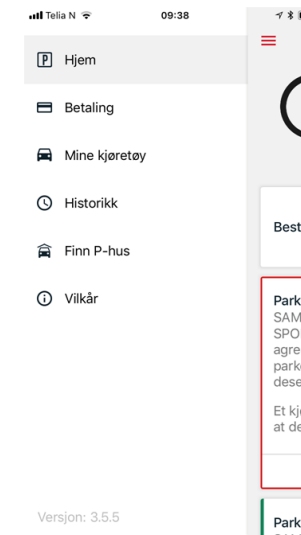 Telia N 09:38
P Hjem
Betaling
Mine kjøretøy
Historikk
Finn P-hus
Vilkår
Versjon: 3.5.5
Best
Park
SAM
SPO
agre
park
dese
Et kj
at de
Park